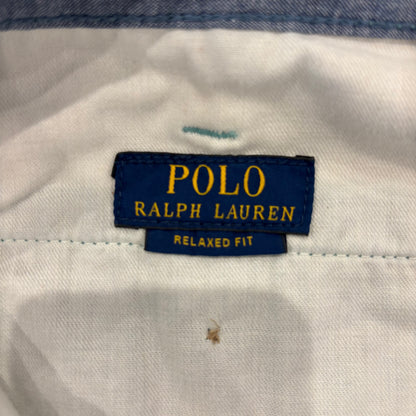 POLO
RALPH LAUREN
RELAXED FIT